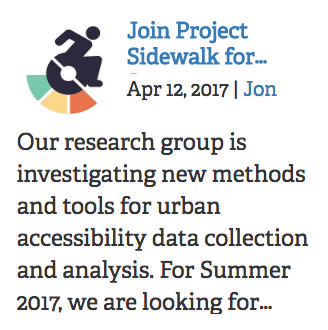 Join Project
Sidewalk for...
Apr 12, 2017 | Jon
Our research group is
investigating new methods
and tools for urban
accessibility data collection
and analysis. For Summer
2017, we are looking for...